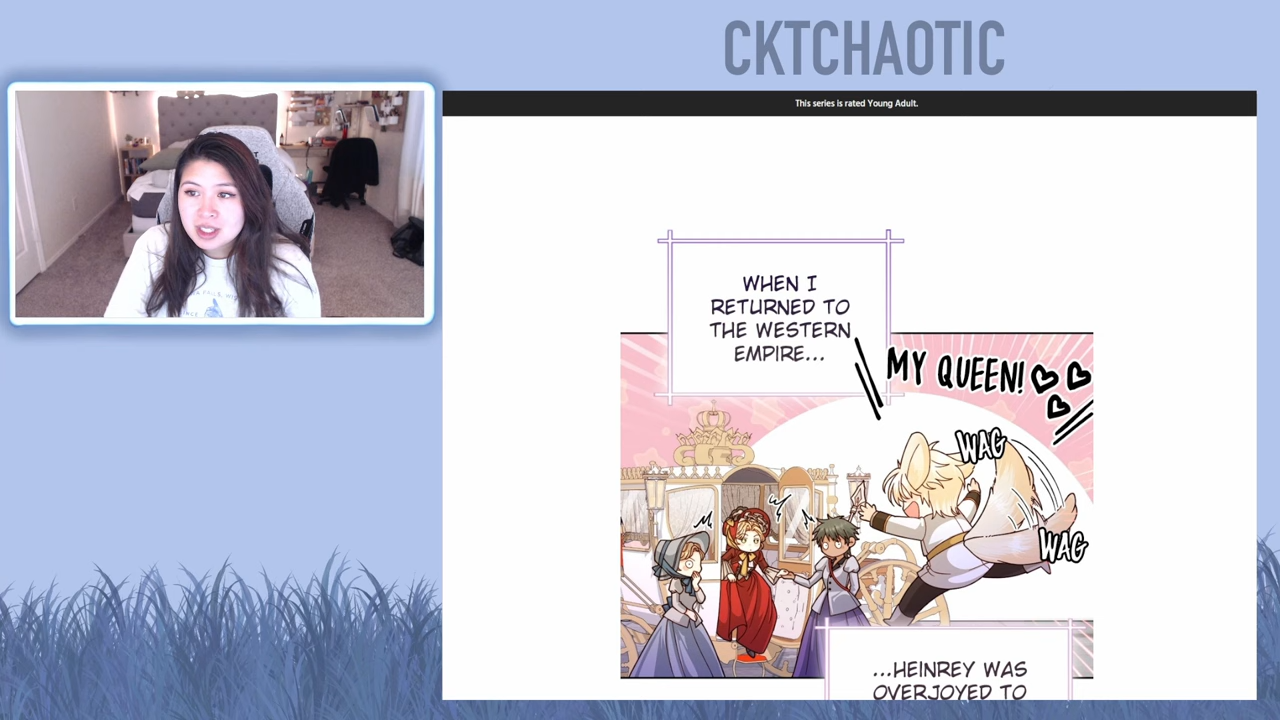 CKTCHAOTIC
This series is rated Young Adult.
WHEN I
RETURNED TO
THE WESTERN
EMPIRE...
MY QUEEN!
WAG
WAG
...HEINREY WAS
OVERJOYED TO